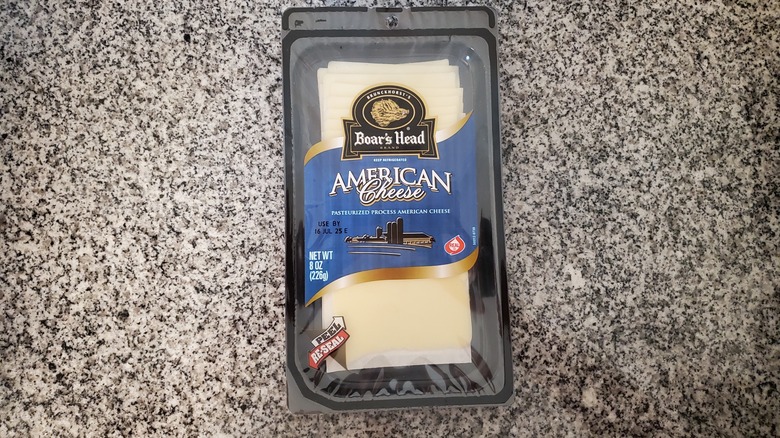 BRUNCKHORST'S
Boar's Head
BRAND
KEEP REFRIGERATED
AMERICAN
Cheese
PASTEURIZED PROCESS AMERICAN CHEESE
USE BY
16 JUL 25 E
NET WT
8 OZ
(226g)
PEEL
RE-SEAL